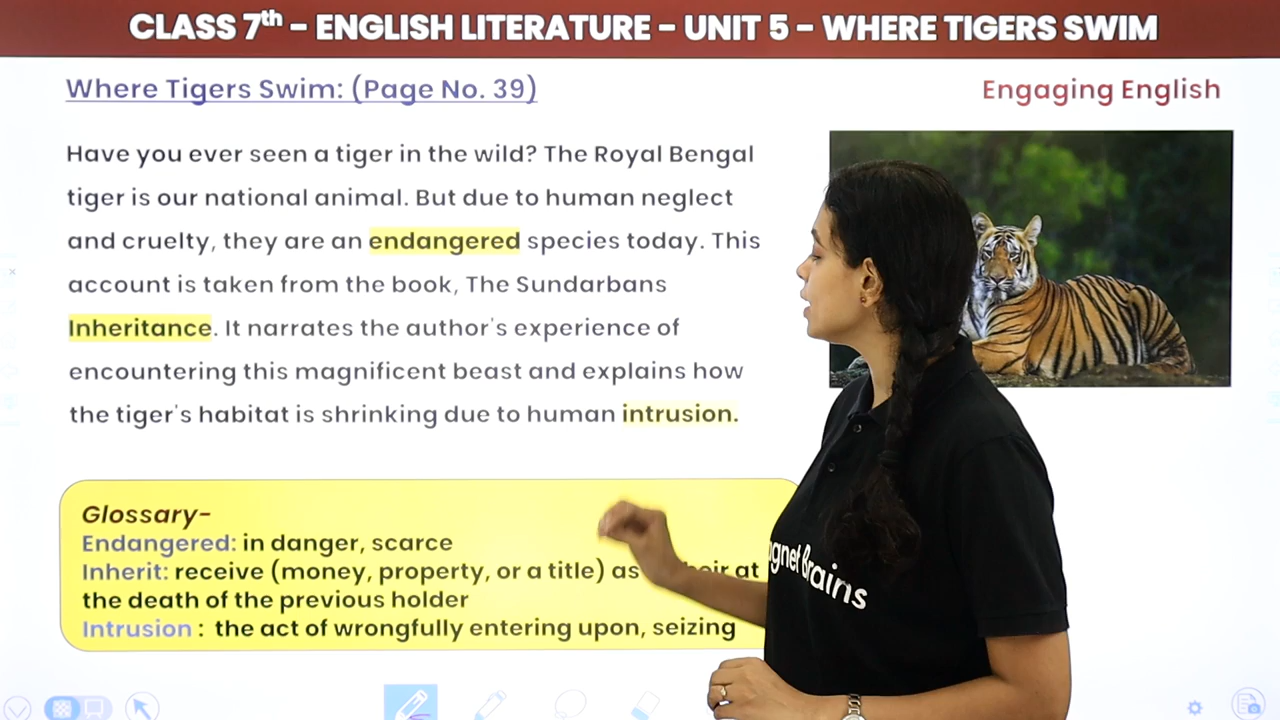 CLASS 7th - ENGLISH LITERATURE - UNIT 5 - WHERE TIGERS SWIM
Where Tigers Swim: (Page No. 39)
Engaging English
Have you ever seen a tiger in the wild? The Royal Bengal
tiger is our national animal. But due to human neglect
and cruelty, they are an endangered species today. This
account is taken from the book, The Sundarbans
Inheritance. It narrates the author's experience of
encountering this magnificent beast and explains how
the tiger's habitat is shrinking due to human intrusion.
Glossary-
Endangered: in danger, scarce
Inherit: receive (money, property, or a title) as heir at
the death of the previous holder
Intrusion : the act of wrongfully entering upon, seizing
Brains